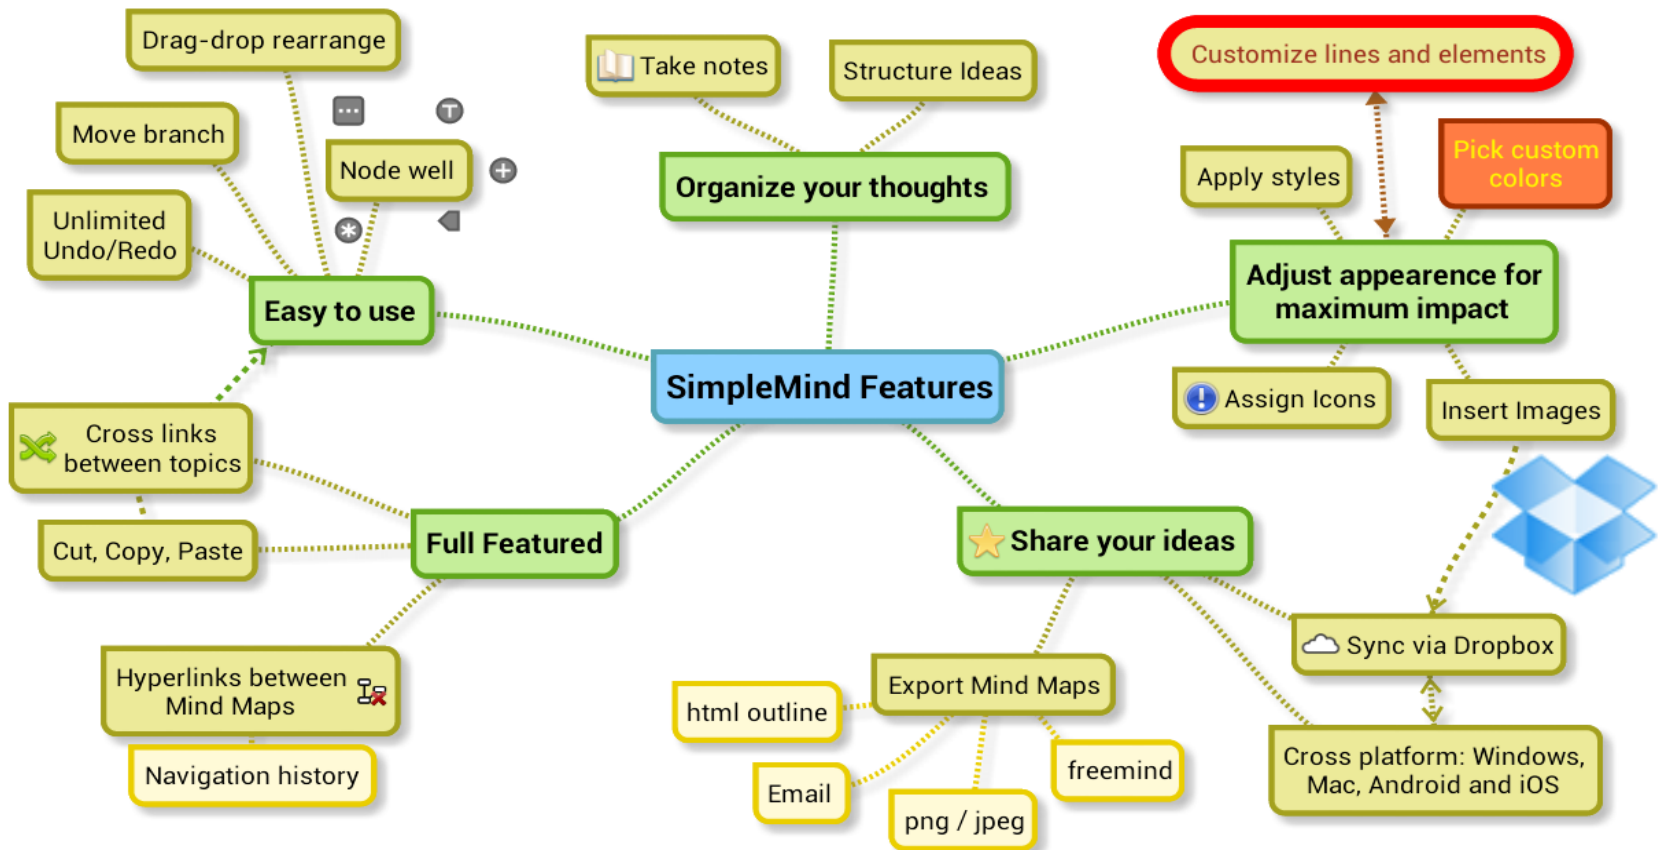 Drag-drop rearrange
Move branch
Node well
Unlimited
Undo/Redo
Easy to use
Take notes
Structure Ideas
Organize your thoughts
Customize lines and elements
Pick custom
colors
Apply styles
Adjust appearence for
maximum impact
Assign Icons
Insert Images
SimpleMind Features
Cross links
between topics
Cut, Copy, Paste
Full Featured
Hyperlinks between
Mind Maps
Navigation history
Share your ideas
Export Mind Maps
html outline
Email
png / jpeg
freemind
Sync via Dropbox
Cross platform: Windows,
Mac, Android and iOS